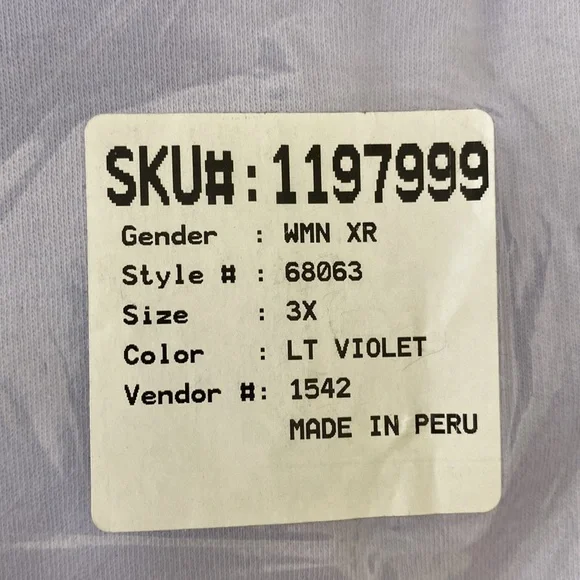 SKU#: 1197999
Gender : WMN XR
Style # : 68063
Size : 3X
Color : LT VIOLET
Vendor #: 1542
MADE IN PERU